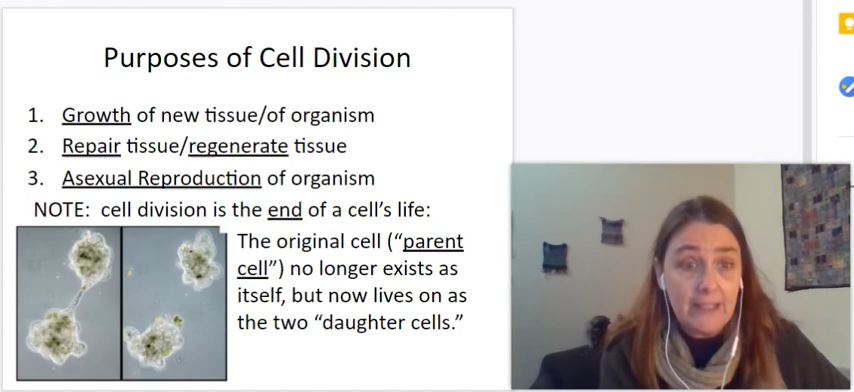 Purposes of Cell Division
1. Growth of new tissue/of organism
2. Repair tissue/regenerate tissue
3. Asexual Reproduction of organism
NOTE: cell division is the end of a cell's life:
The original cell ("parent
cell") no longer exists as
itself, but now lives on as
the two "daughter cells."